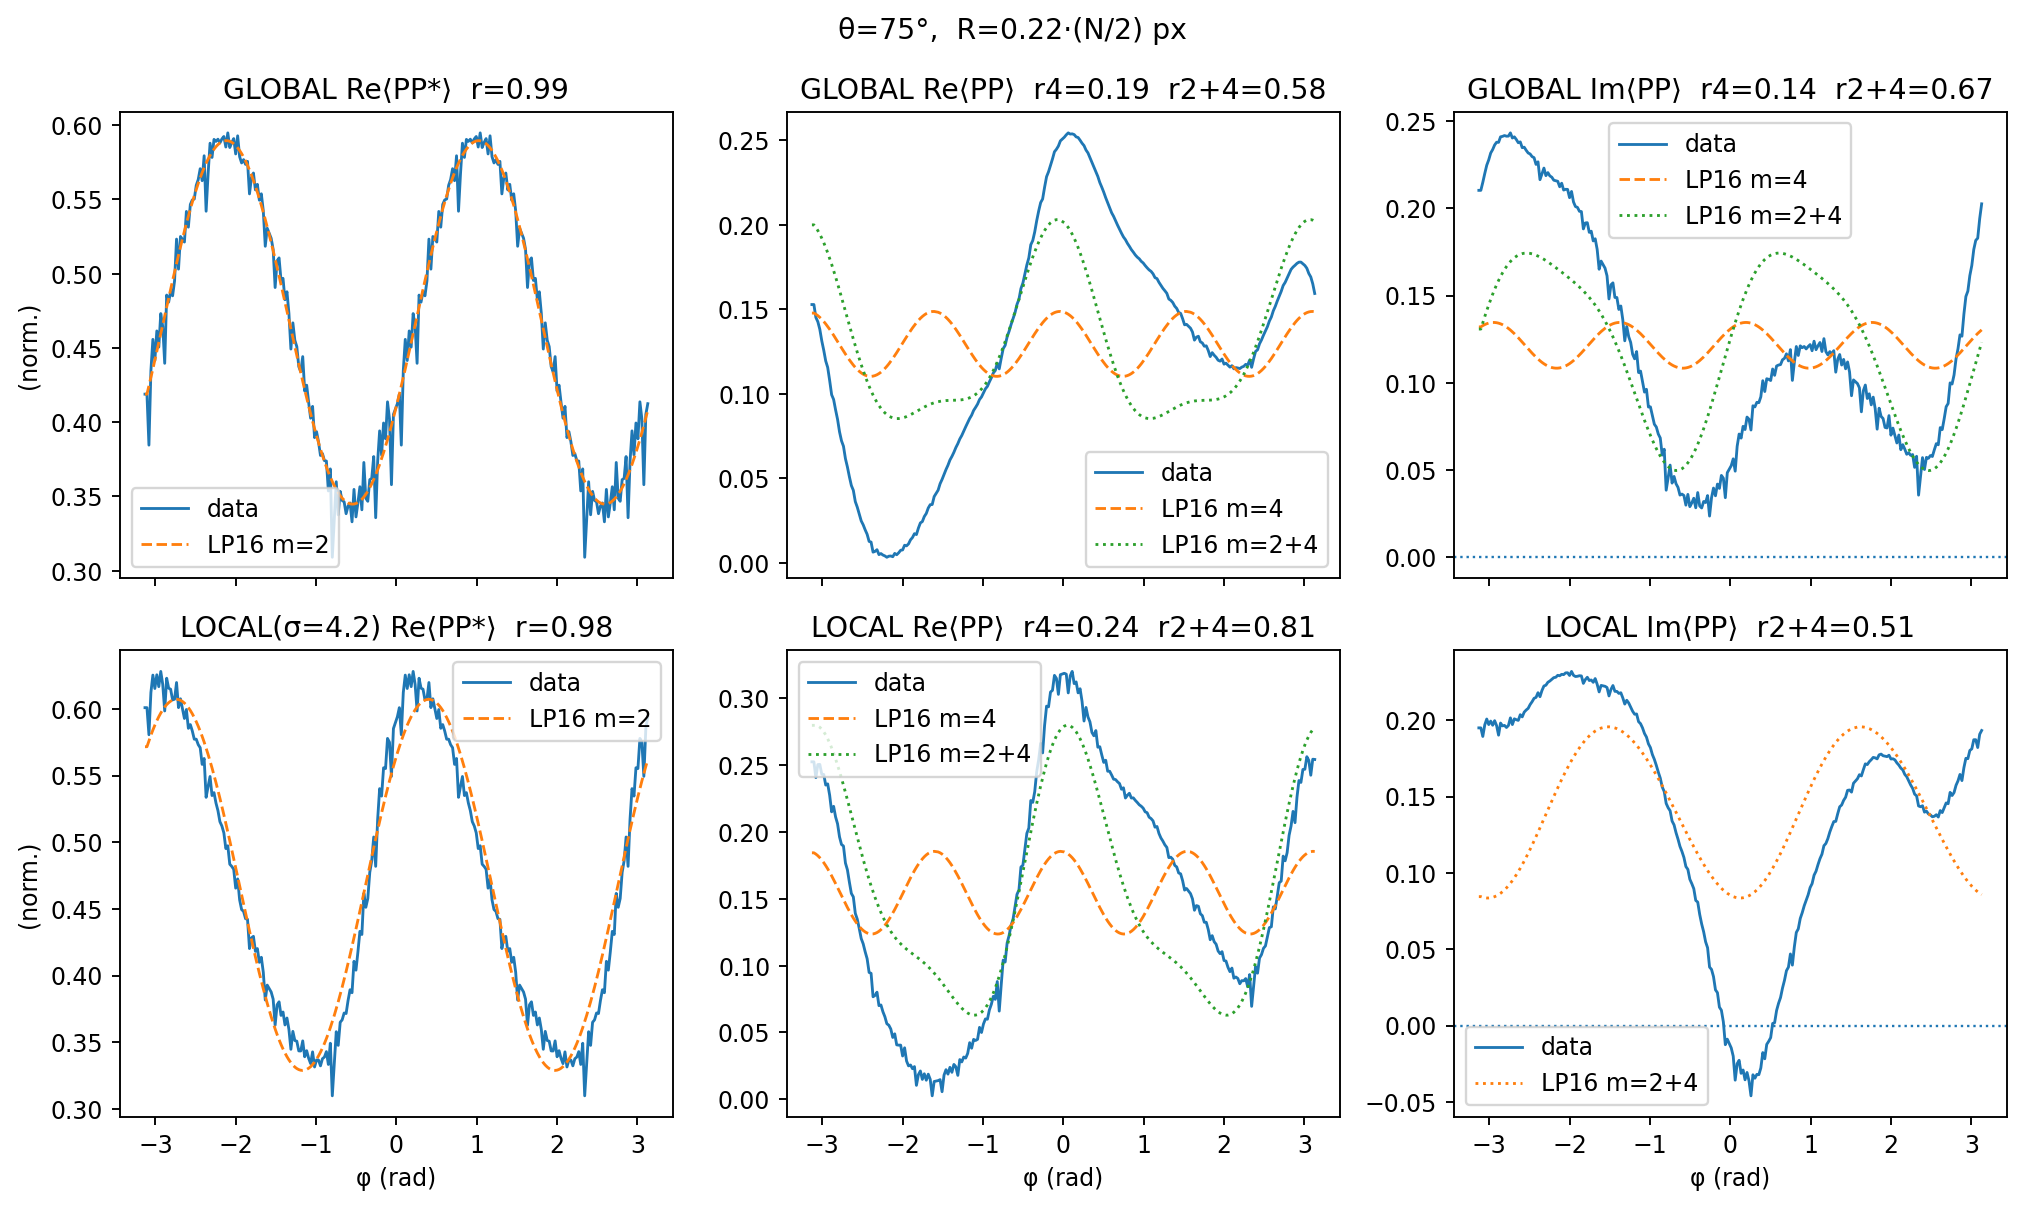 θ=75°,  R=0.22·(N/2) px
GLOBAL Re⟨PP*⟩  r=0.99
(norm.)
0.60
0.55
0.50
0.45
0.40
0.35
0.30
data
LP16 m=2
−3 −2 −1 0 1 2 3
GLOBAL Re⟨PP⟩  r4=0.19  r2+4=0.58
0.25
0.20
0.15
0.10
0.05
0.00
data
LP16 m=4
LP16 m=2+4
GLOBAL Im⟨PP⟩  r4=0.14  r2+4=0.67
0.25
0.20
0.15
0.10
0.05
0.00
data
LP16 m=4
LP16 m=2+4
LOCAL(σ=4.2) Re⟨PP*⟩  r=0.98
(norm.)
0.60
0.55
0.50
0.45
0.40
0.35
0.30
data
LP16 m=2
φ (rad)
LOCAL Re⟨PP⟩  r4=0.24  r2+4=0.81
0.30
0.25
0.20
0.15
0.10
0.05
0.00
data
LP16 m=4
LP16 m=2+4
−3 −2 −1 0 1 2 3
φ (rad)
LOCAL Im⟨PP⟩  r2+4=0.51
0.20
0.15
0.10
0.05
0.00
−0.05
data
LP16 m=2+4
−3 −2 −1 0 1 2 3
φ (rad)